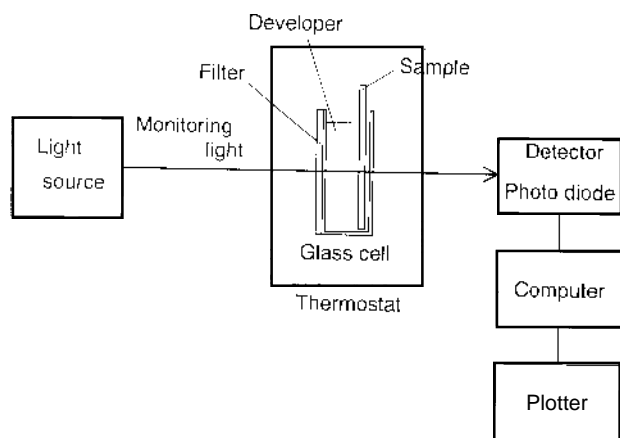 Developer
Filter
Sample
Monitoring
light
Light
source
Detector
Photo diode
Glass cell
Thermostat
Computer
Plotter